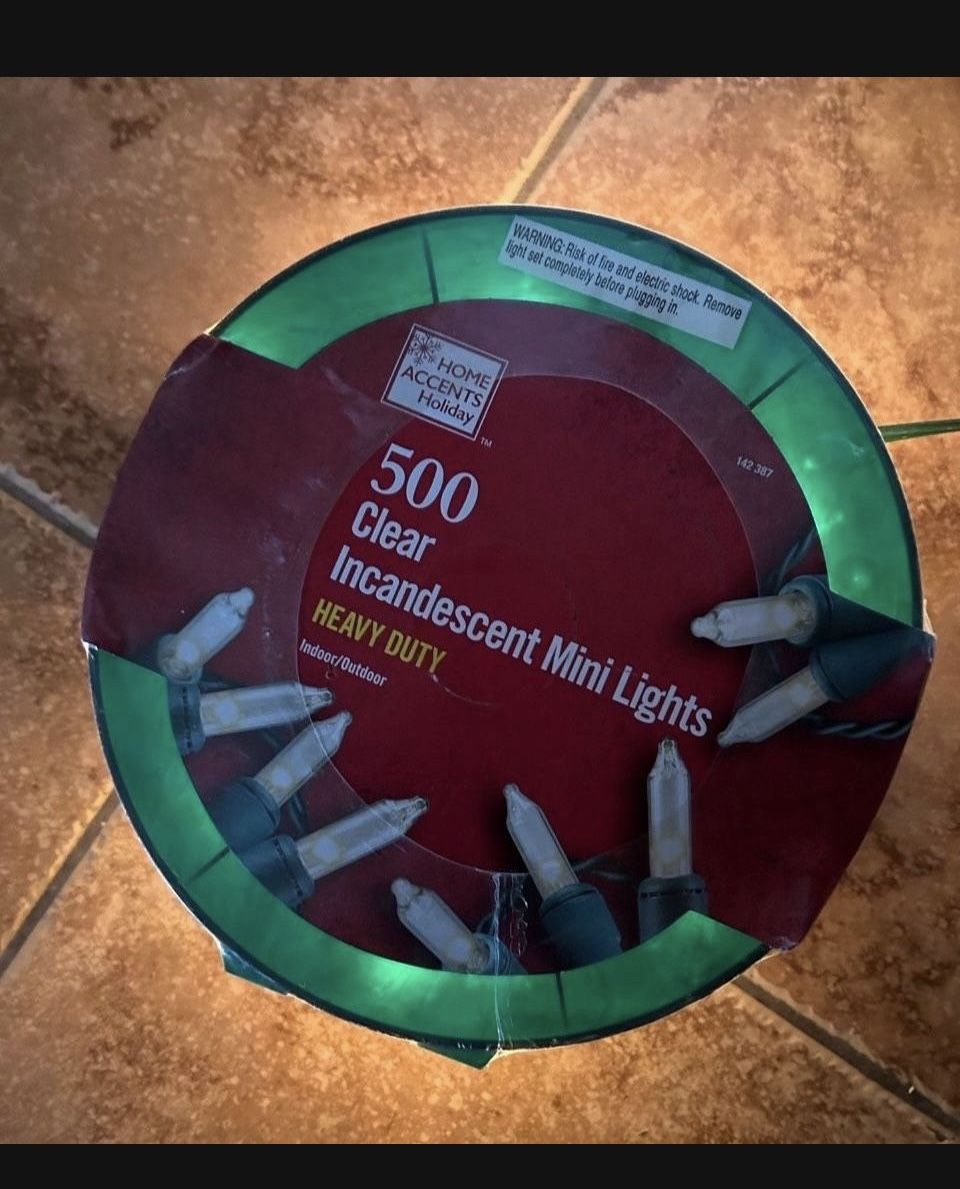 WARNING: Risk of fire and electric shock. Remove
light set completely before plugging in.
HOME
ACCENTS
Holiday
TM
142 387
500
Clear
Incandescent Mini Lights
HEAVY DUTY
Indoor/Outdoor